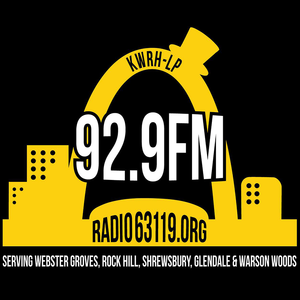 KWRH-LP
92.9FM
RADIO63119.ORG
SERVING WEBSTER GROVES, ROCK HILL, SHREWSBURY, GLENDALE & WARSON WOODS